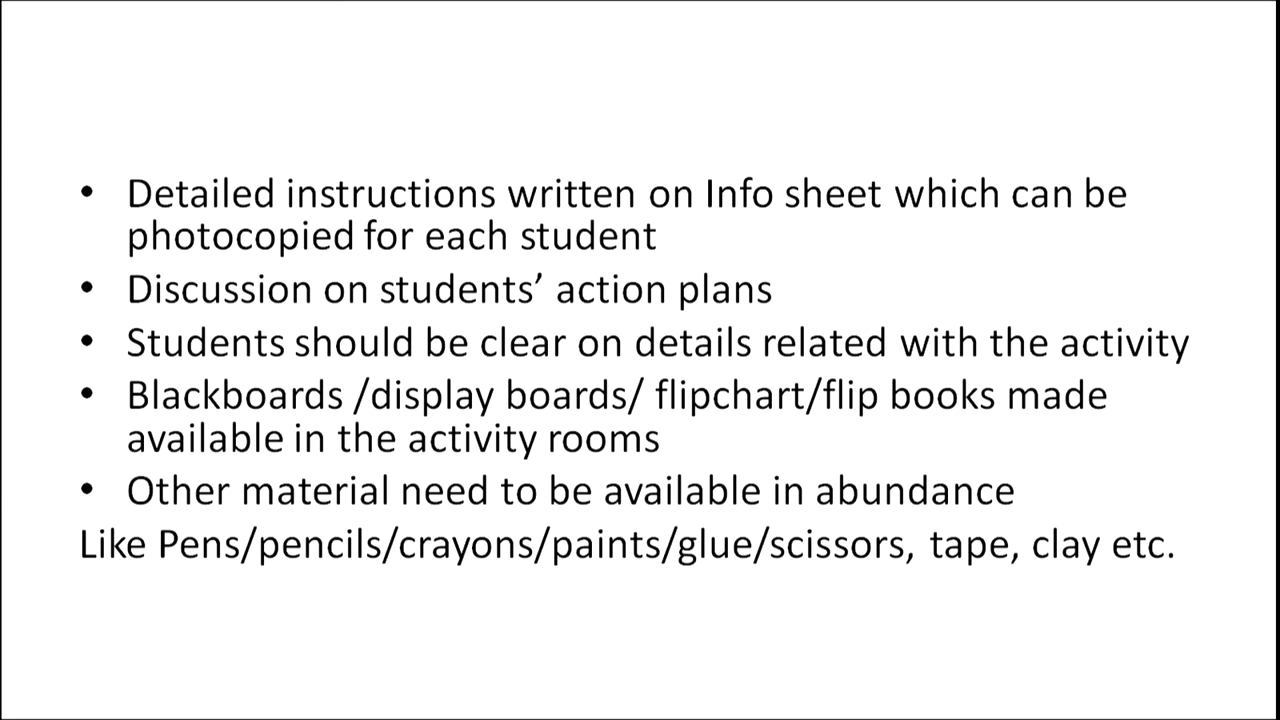 • Detailed instructions written on Info sheet which can be
photocopied for each student
• Discussion on students’ action plans
• Students should be clear on details related with the activity
• Blackboards /display boards/ flipchart/flip books made
available in the activity rooms
• Other material need to be available in abundance
Like Pens/pencils/crayons/paints/glue/scissors, tape, clay etc.